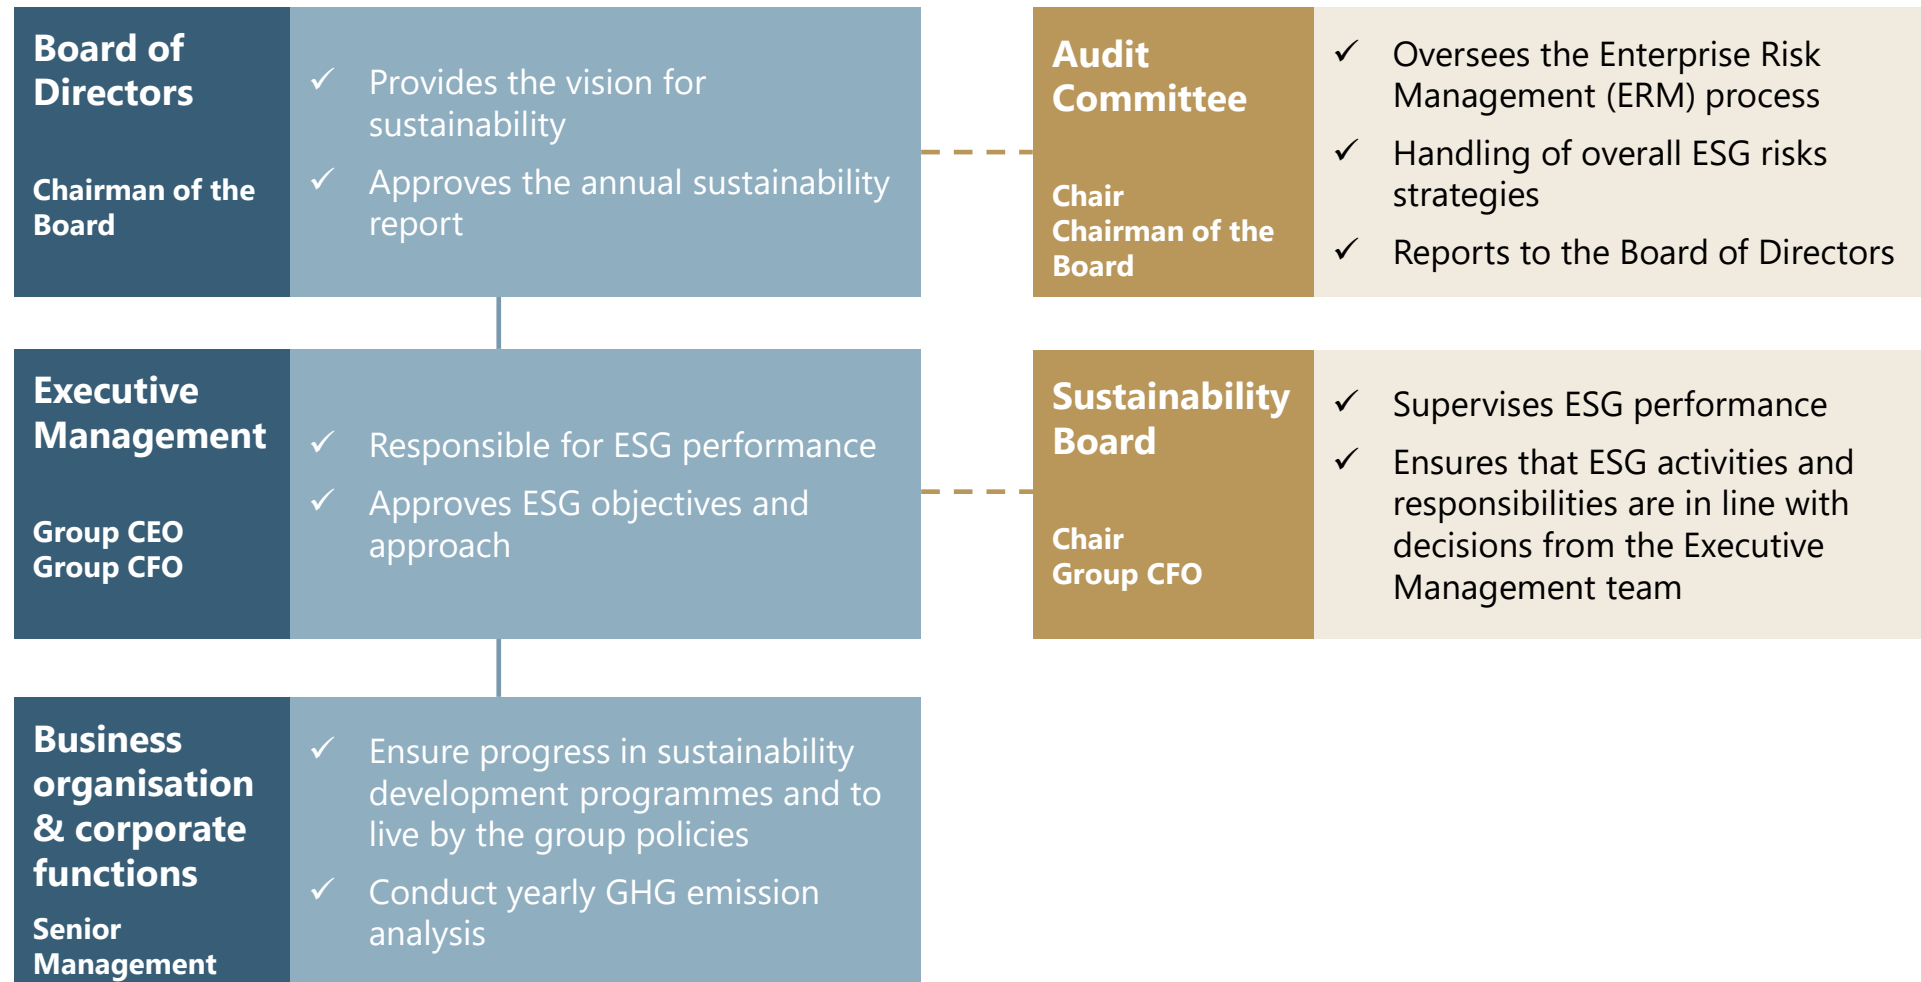 Board of
Directors
Chairman of the
Board
✓ Provides the vision for
sustainability
✓ Approves the annual sustainability
report
Audit
Committee
Chair
Chairman of the
Board
✓ Oversees the Enterprise Risk
Management (ERM) process
✓ Handling of overall ESG risks
strategies
✓ Reports to the Board of Directors
Executive
Management
Group CEO
Group CFO
✓ Responsible for ESG performance
✓ Approves ESG objectives and
approach
Sustainability
Board
Chair
Group CFO
✓ Supervises ESG performance
✓ Ensures that ESG activities and
responsibilities are in line with
decisions from the Executive
Management team
Business
organisation
& corporate
functions
Senior
Management
✓ Ensure progress in sustainability
development programmes and to
live by the group policies
✓ Conduct yearly GHG emission
analysis